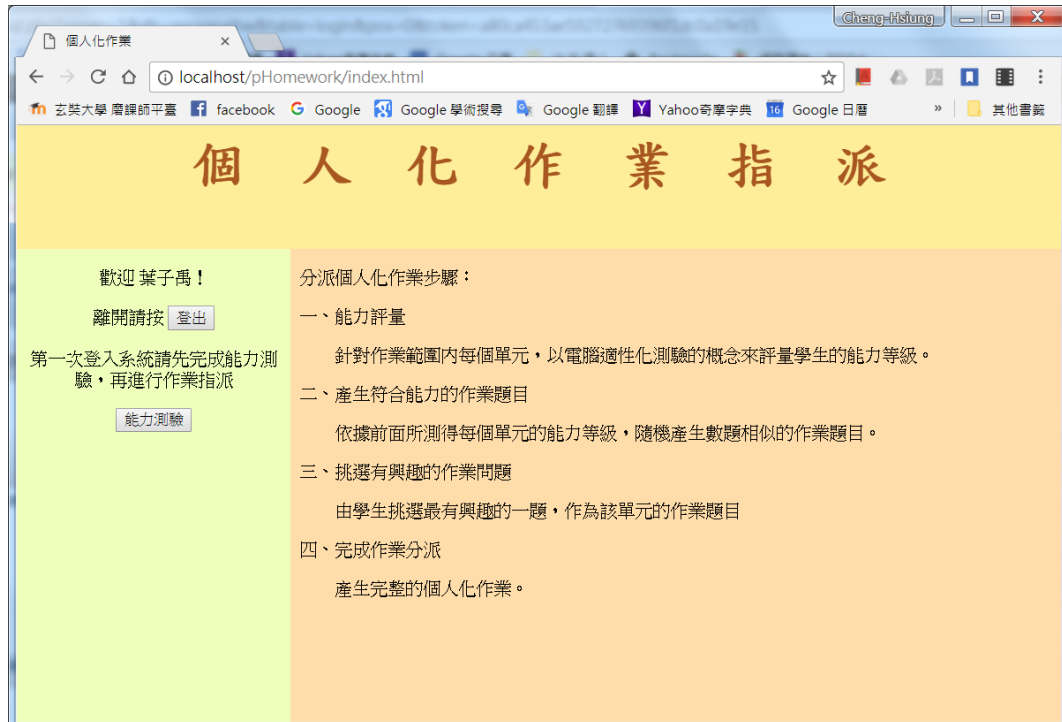 Cheng-Hsiung
個人化作業
localhost/pHomework/index.html
玄奘大學 磨課師平臺 facebook Google Google 學術搜尋 Google 翻譯 Yahoo奇摩字典 16 Google 日曆 » 其他書籤
個人化作業指派
歡迎 葉子禹！
離開請按 登出
第一次登入系統請先完成能力測
驗，再進行作業指派
能力測驗
分派個人化作業步驟：
一、能力評量
針對作業範圍內每個單元，以電腦適性化測驗的概念來評量學生的能力等級。
二、產生符合能力的作業題目
依據前面所測得每個單元的能力等級，隨機產生數題相似的作業題目。
三、挑選有興趣的作業問題
由學生挑選最有興趣的一題，作為該單元的作業題目
四、完成作業分派
產生完整的個人化作業。